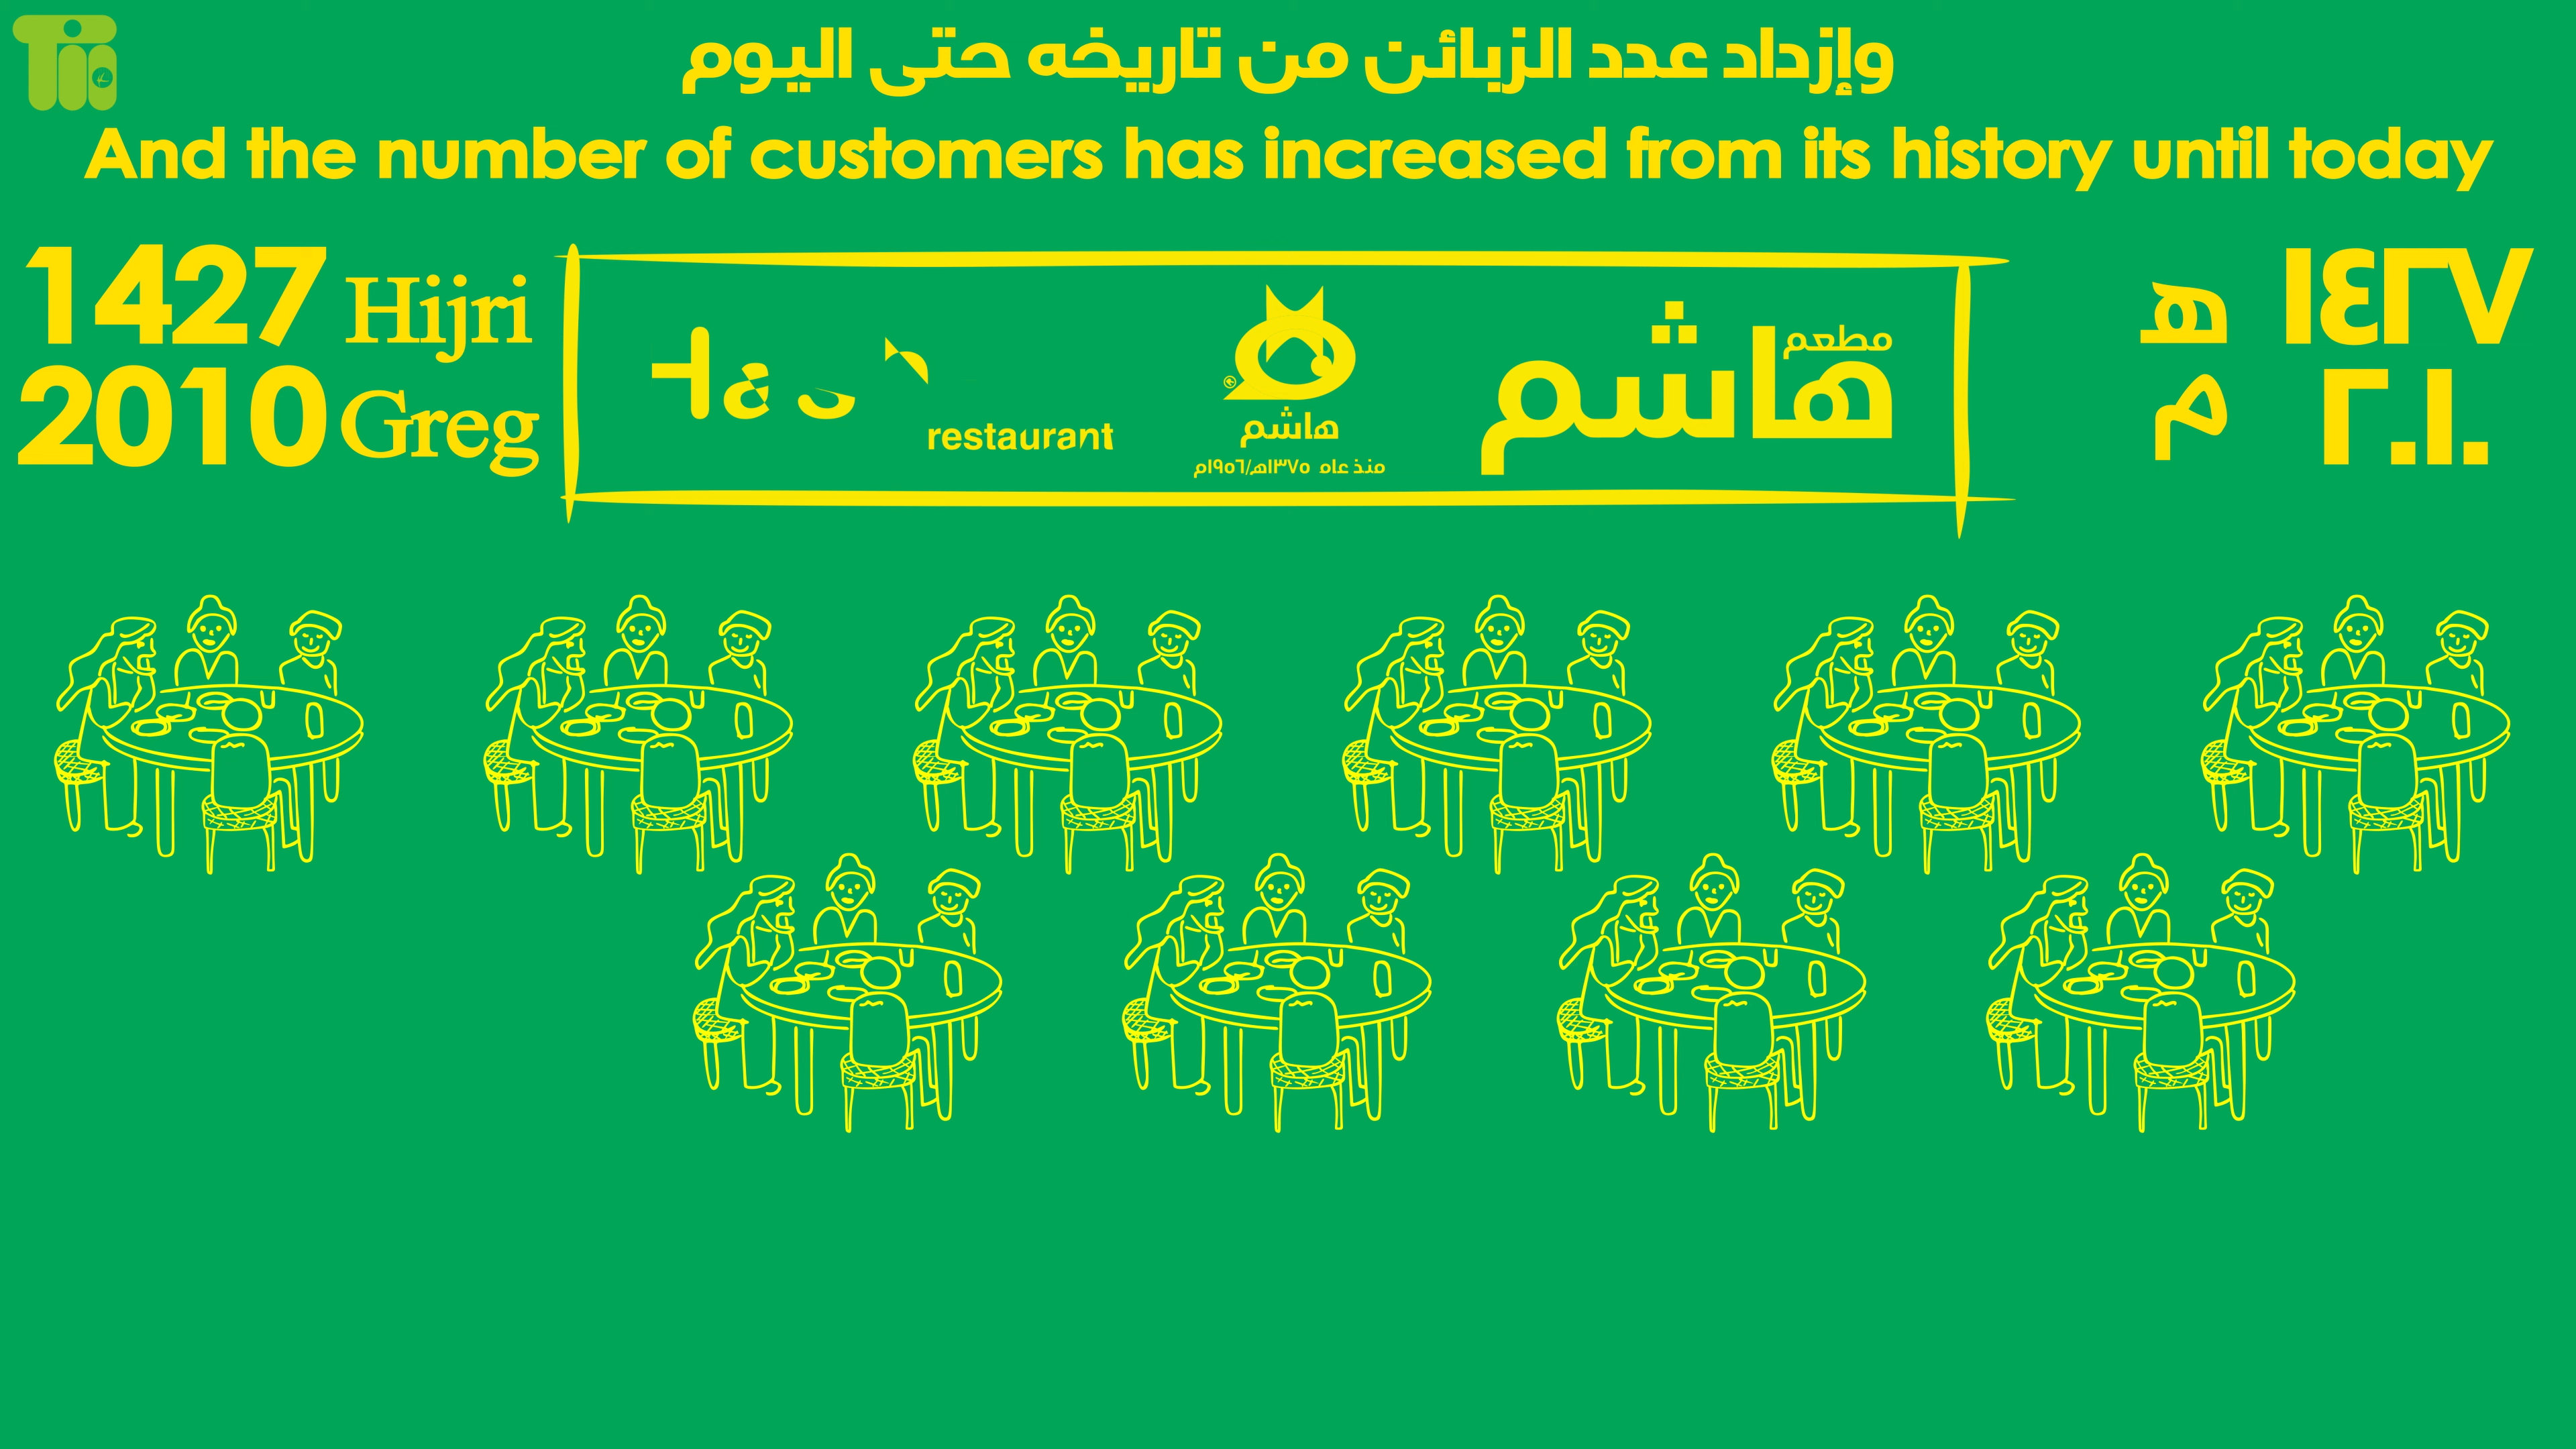 وإزداد عدد الزبائن من تاريخه حتى اليوم
And the number of customers has increased from its history until today
1427 Hijri
2010 Greg
restaurant
هاشم
منذ عام ١٣٧٥هـ/١٩٥٦م
مطعم
هاشم
١٤٢٧ هـ
٢٠١٠ م